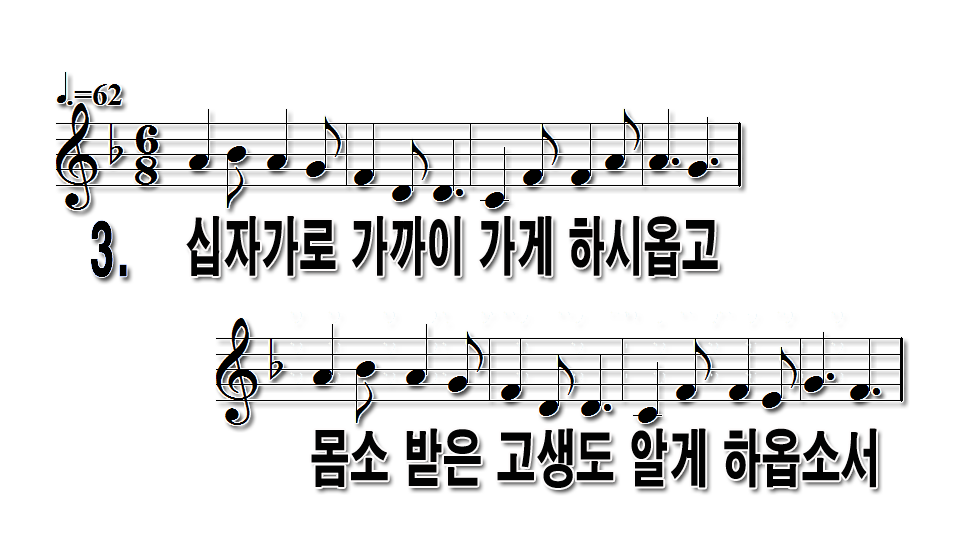 ♩.=62
6
8
3. 십자가로 가까이 가게 하시옵고
몸소 받은 고생도 알게 하옵소서